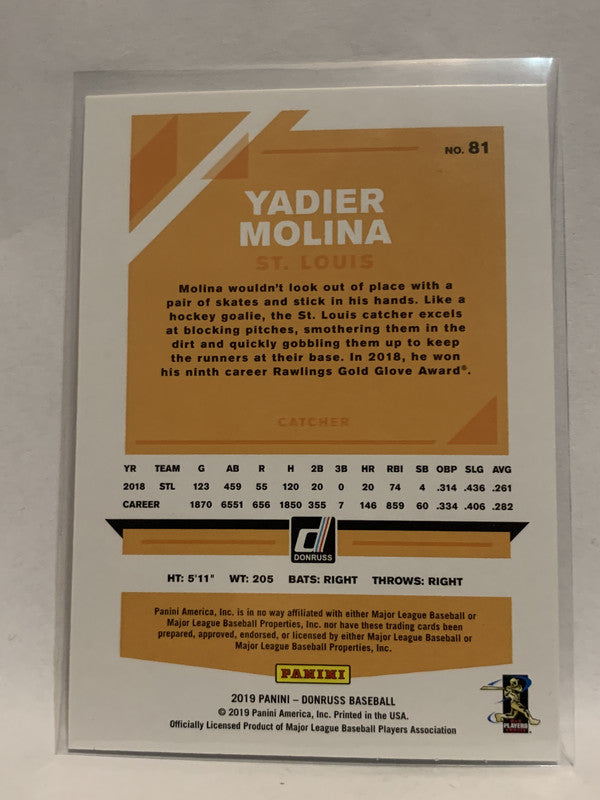 NO. 81
YADIER
MOLINA
ST. LOUIS
Molina wouldn't look out of place with a
pair of skates and stick in his hands. Like a
hockey goalie, the St. Louis catcher excels
at blocking pitches, smothering them in the
dirt and quickly gobbling them up to keep
the runners at their base. In 2018, he won
his ninth career Rawlings Gold Glove Award®.
CATCHER
YR TEAM G AB R H 2B 3B HR RBI SB OBP SLG AVG
2018 STL 123 459 55 120 20 0 20 74 4 .314 .436 .261
CAREER 1870 6551 656 1850 355 7 146 859 60 .334 .406 .282
d
DONRUSS
HT: 5'11" WT: 205 BATS: RIGHT THROWS: RIGHT
Panini America, Inc. is in no way affiliated with either Major League Baseball or
Major League Baseball Properties, Inc. nor have these trading cards been
prepared, approved, endorsed, or licensed by either Major League Baseball or
Major League Baseball Properties, Inc.
PANINI
2019 PANINI – DONRUSS BASEBALL
© 2019 Panini America, Inc. Printed in the USA.
Officially Licensed Product of Major League Baseball Players Association
PLAYERS